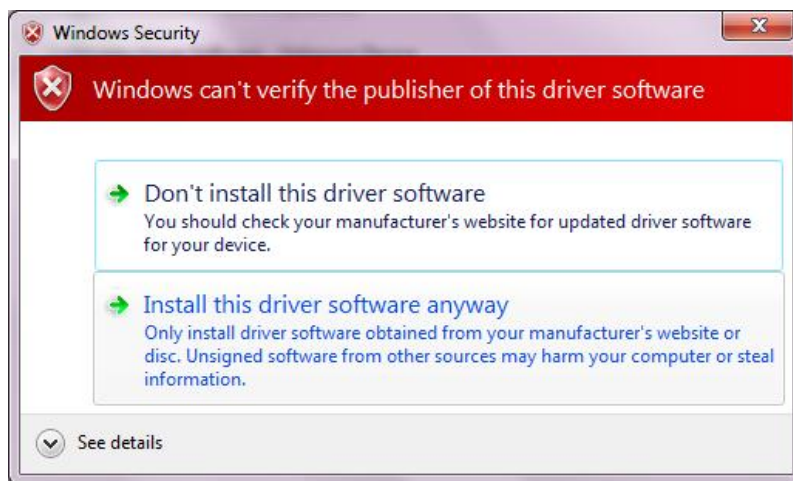 Windows Security
Windows can't verify the publisher of this driver software
Don't install this driver software
You should check your manufacturer's website for updated driver software
for your device.
Install this driver software anyway
Only install driver software obtained from your manufacturer's website or
disc. Unsigned software from other sources may harm your computer or steal
information.
See details